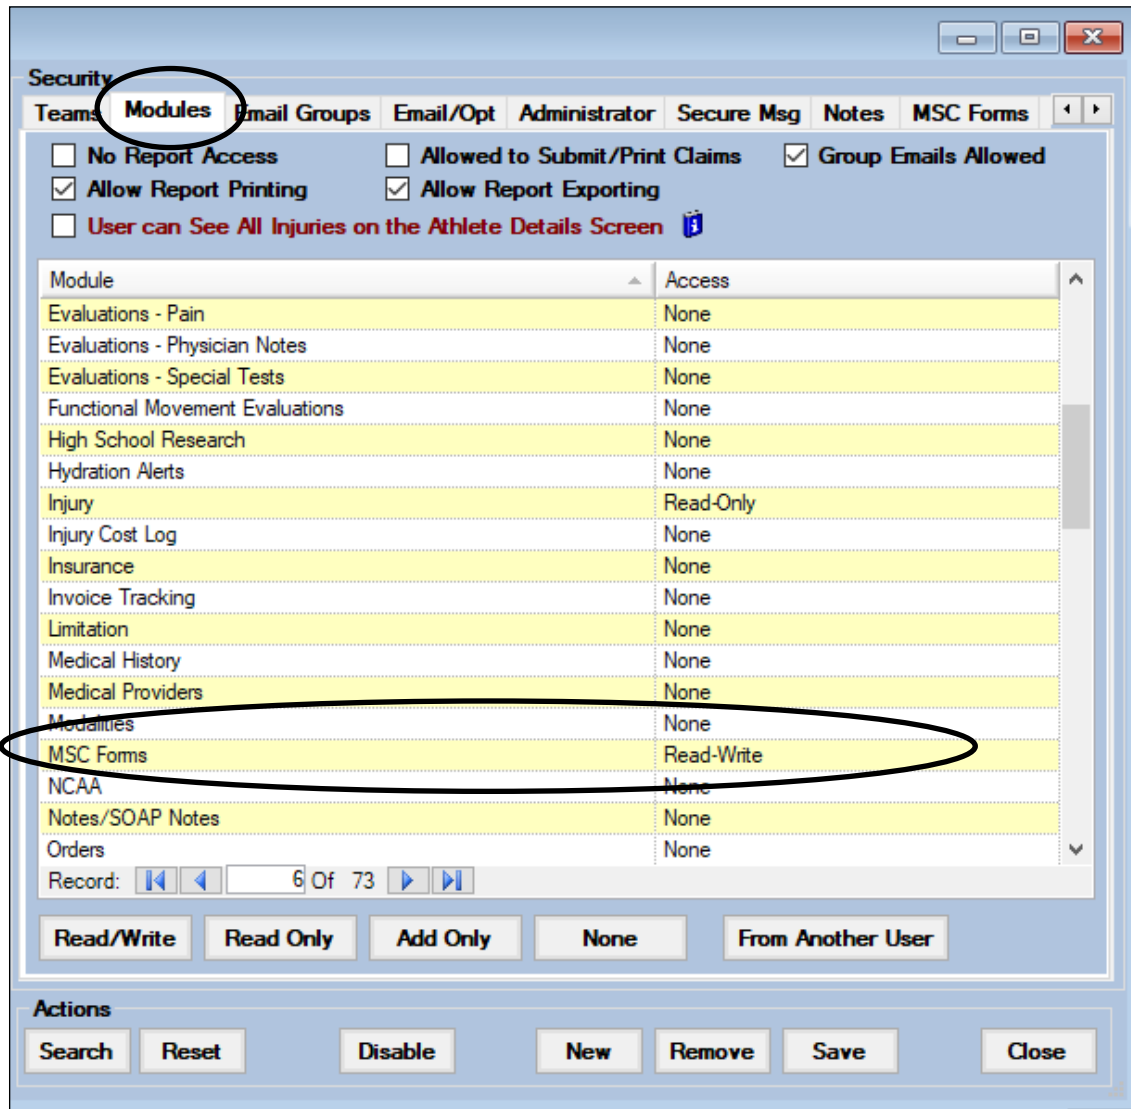 Security
Teams Modules Email Groups Email/Opt Administrator Secure Msg Notes MSC Forms
No Report Access Allowed to Submit/Print Claims Group Emails Allowed
Allow Report Printing Allow Report Exporting
User can See All Injuries on the Athlete Details Screen
Module Access
Evaluations - Pain None
Evaluations - Physician Notes None
Evaluations - Special Tests None
Functional Movement Evaluations None
High School Research None
Hydration Alerts None
Injury Read-Only
Injury Cost Log None
Insurance None
Invoice Tracking None
Limitation None
Medical History None
Medical Providers None
Modalities None
MSC Forms Read-Write
NCAA None
Notes/SOAP Notes None
Orders None
Record: 6 Of 73
Read/Write Read Only Add Only None From Another User
Actions
Search Reset Disable New Remove Save Close